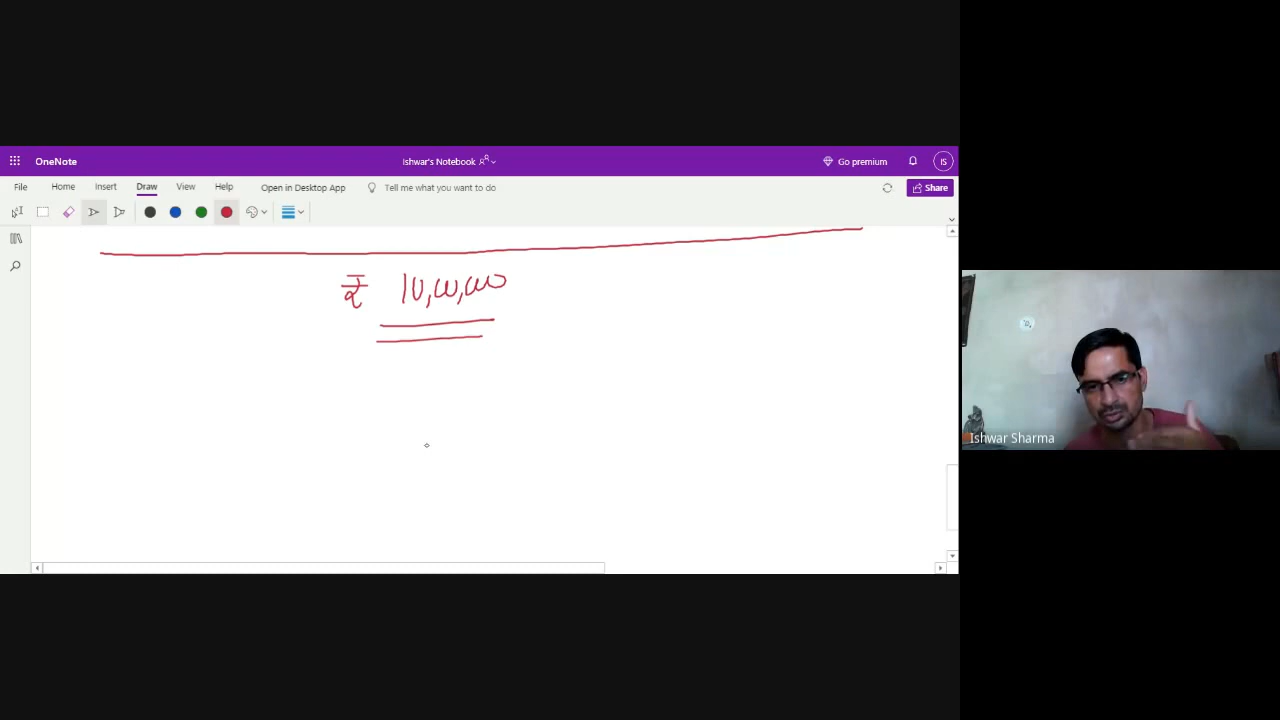 OneNote
Ishwar's Notebook
Go premium
IS
File Home Insert Draw View Help Open in Desktop App Tell me what you want to do
Share
₹ 10,00,000
Ishwar Sharma